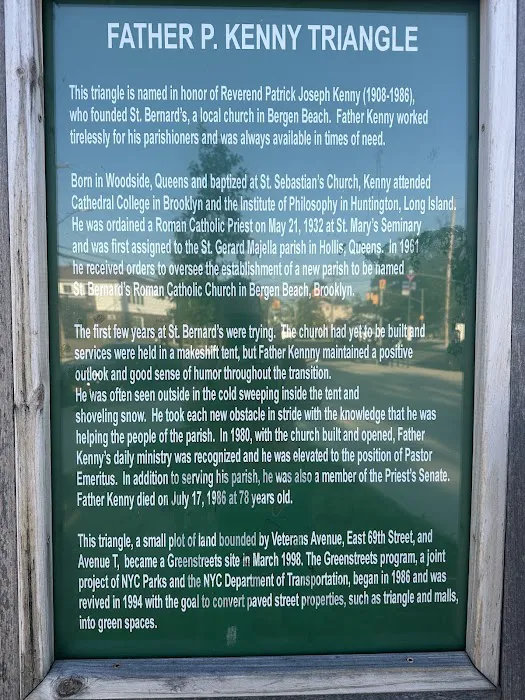 FATHER P. KENNY TRIANGLE
This triangle is named in honor of Reverend Patrick Joseph Kenny (1908-1986),
who founded St. Bernard's, a local church in Bergen Beach. Father Kenny worked
tirelessly for his parishioners and was always available in times of need.
Born in Woodside, Queens and baptized at St. Sebastian's Church, Kenny attended
Cathedral College in Brooklyn and the Institute of Philosophy in Huntington, Long Island.
He was ordained a Roman Catholic Priest on May 21, 1932 at St. Mary's Seminary
and was first assigned to the St. Gerard Majella parish in Hollis, Queens. In 1961
he received orders to oversee the establishment of a new parish to be named
St. Bernard's Roman Catholic Church in Bergen Beach, Brooklyn.
The first few years at St. Bernard's were trying. The church had yet to be built and
services were held in a makeshift tent, but Father Kennny maintained a positive
outlook and good sense of humor throughout the transition.
He was often seen outside in the cold sweeping inside the tent and
shoveling snow. He took each new obstacle in stride with the knowledge that he was
helping the people of the parish. In 1980, with the church built and opened, Father
Kenny's daily ministry was recognized and he was elevated to the position of Pastor
Emeritus. In addition to serving his parish, he was also a member of the Priest's Senate.
Father Kenny died on July 17, 1986 at 78 years old.
This triangle, a small plot of land bounded by Veterans Avenue, East 69th Street, and
Avenue T, became a Greenstreets site in March 1998. The Greenstreets program, a joint
project of NYC Parks and the NYC Department of Transportation, began in 1986 and was
revived in 1994 with the goal to convert paved street properties, such as triangle and malls,
into green spaces.